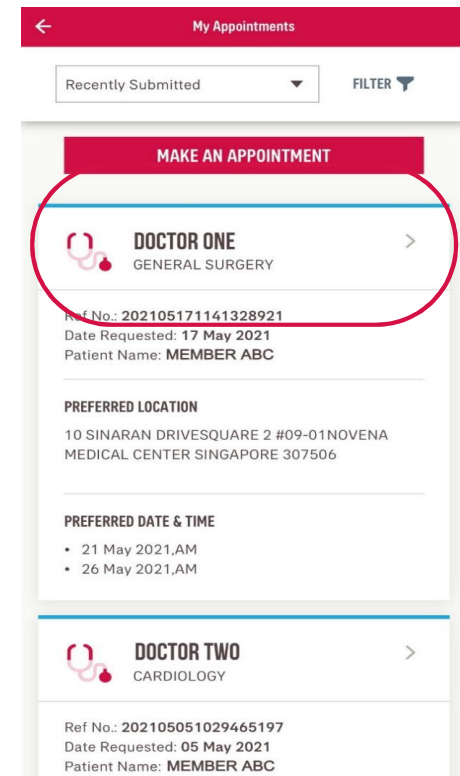 My Appointments
Recently Submitted
FILTER
MAKE AN APPOINTMENT
DOCTOR ONE
GENERAL SURGERY
Ref No.: 202105171141328921
Date Requested: 17 May 2021
Patient Name: MEMBER ABC
PREFERRED LOCATION
10 SINARAN DRIVESQUARE 2 #09-01NOVENA
MEDICAL CENTER SINGAPORE 307506
PREFERRED DATE & TIME
• 21 May 2021,AM
• 26 May 2021,AM
DOCTOR TWO
CARDIOLOGY
Ref No.: 202105051029465197
Date Requested: 05 May 2021
Patient Name: MEMBER ABC